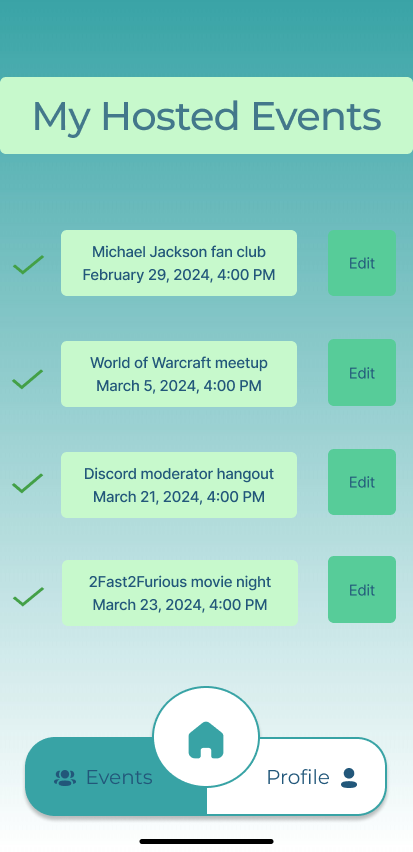 My Hosted Events
Michael Jackson fan club
February 29, 2024, 4:00 PM
Edit
World of Warcraft meetup
March 5, 2024, 4:00 PM
Edit
Discord moderator hangout
March 21, 2024, 4:00 PM
Edit
2Fast2Furious movie night
March 23, 2024, 4:00 PM
Edit
Events
Profile